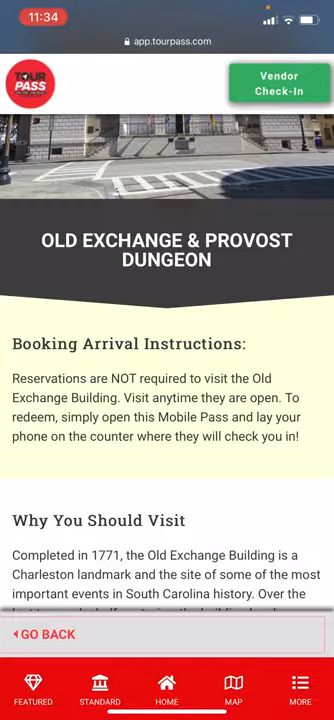 11:34
app.tourpass.com
TOUR
PASS
Vendor
Check-In
OLD EXCHANGE & PROVOST
DUNGEON
Booking Arrival Instructions:
Reservations are NOT required to visit the Old
Exchange Building. Visit anytime they are open. To
redeem, simply open this Mobile Pass and lay your
phone on the counter where they will check you in!
Why You Should Visit
Completed in 1771, the Old Exchange Building is a
Charleston landmark and the site of some of the most
important events in South Carolina history. Over the
GO BACK
FEATURED
STANDARD
HOME
MAP
MORE